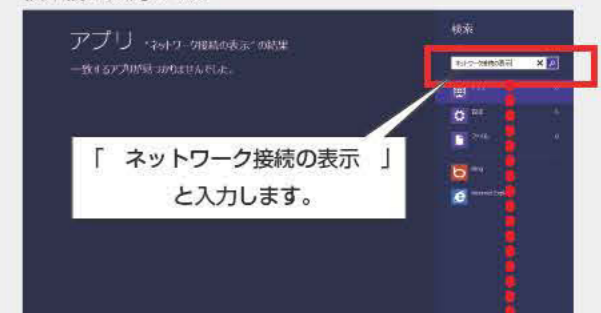 アプリ "ネットワーク接続の表示"の結果
一致するアプリが見つかりませんでした。
検索
ネットワーク接続の表示
「 ネットワーク接続の表示 」
と入力します。
設定
ファイル
Bing
Internet Explorer